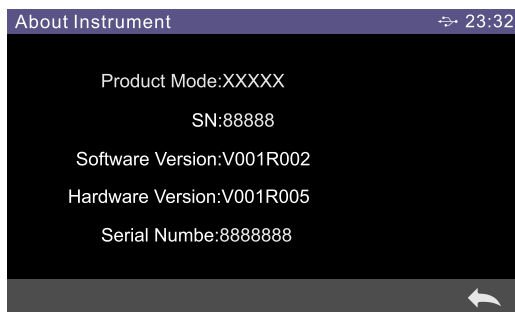 About Instrument 23:32
Product Mode:XXXXX
SN:88888
Software Version:V001R002
Hardware Version:V001R005
Serial Numbe:8888888